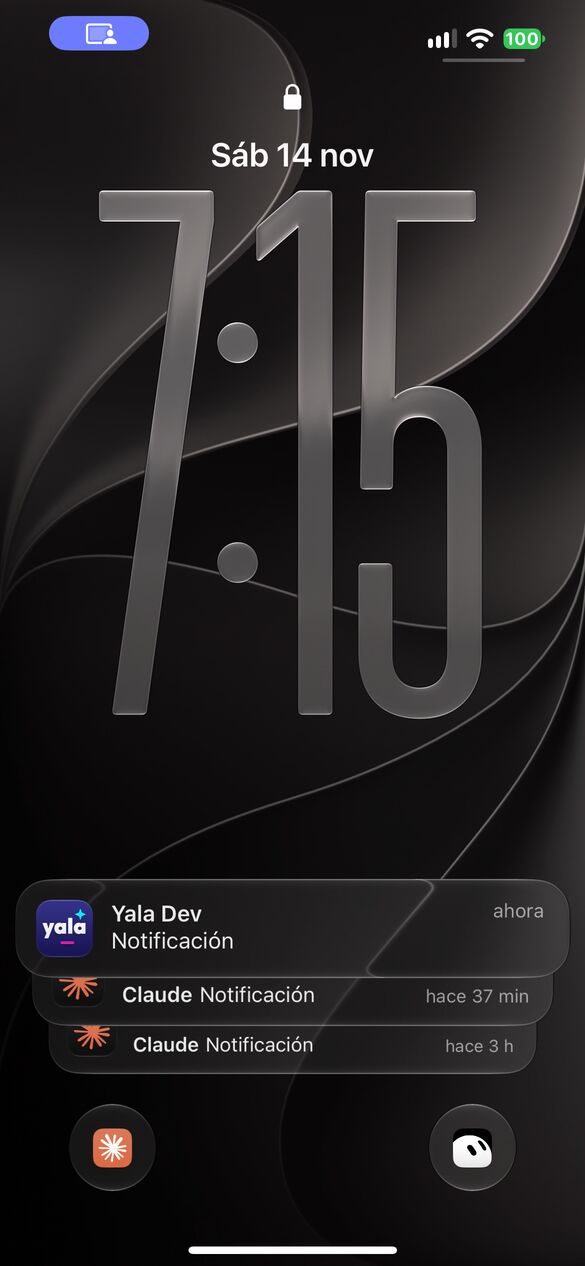 100
Sáb 14 nov
7:15
yala
Yala Dev
ahora
Notificación
Claude Notificación
hace 37 min
Claude Notificación
hace 3 h